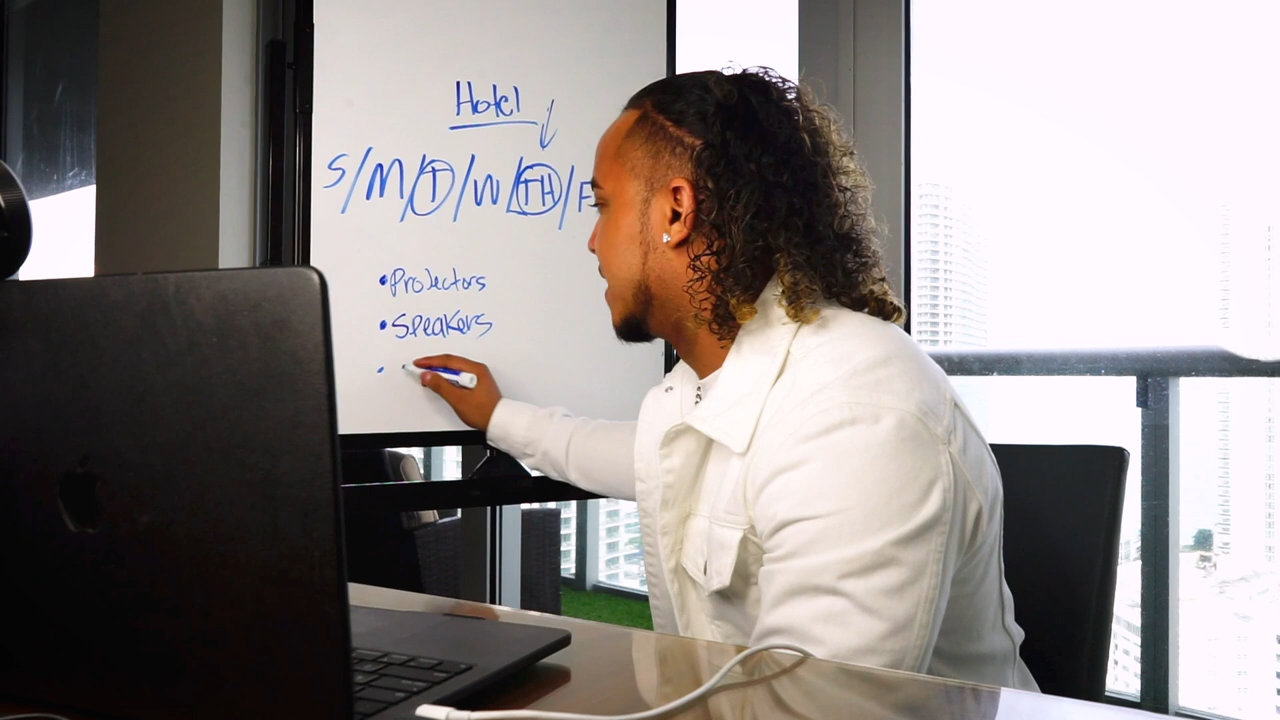 Hotel
S/M/T/W/TH/F
•Projectors
•Speakers
•